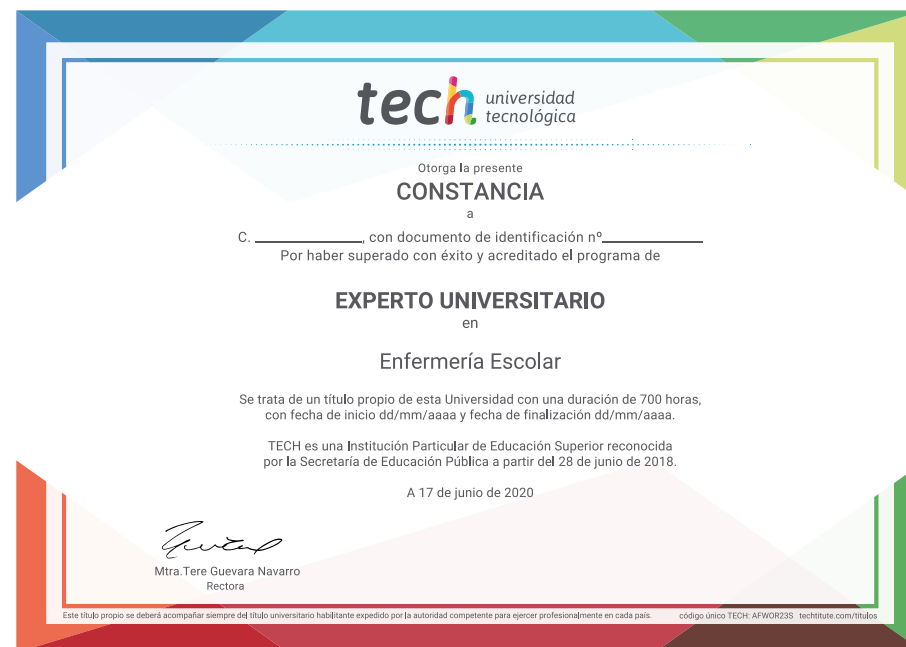 tech universidad
tecnológica
Otorga la presente
CONSTANCIA
a
C. ____________, con documento de identificación nº____________
Por haber superado con éxito y acreditado el programa de
EXPERTO UNIVERSITARIO
en
Enfermería Escolar
Se trata de un título propio de esta Universidad con una duración de 700 horas,
con fecha de inicio dd/mm/aaaa y fecha de finalización dd/mm/aaaa.
TECH es una Institución Particular de Educación Superior reconocida
por la Secretaría de Educación Pública a partir del 28 de junio de 2018.
A 17 de junio de 2020
Mtra.Tere Guevara Navarro
Rectora
Este título propio se deberá acompañar siempre del título universitario habilitante expedido por la autoridad competente para ejercer profesionalmente en cada país. código único TECH: AFWOR23S techtitute.com/titulos